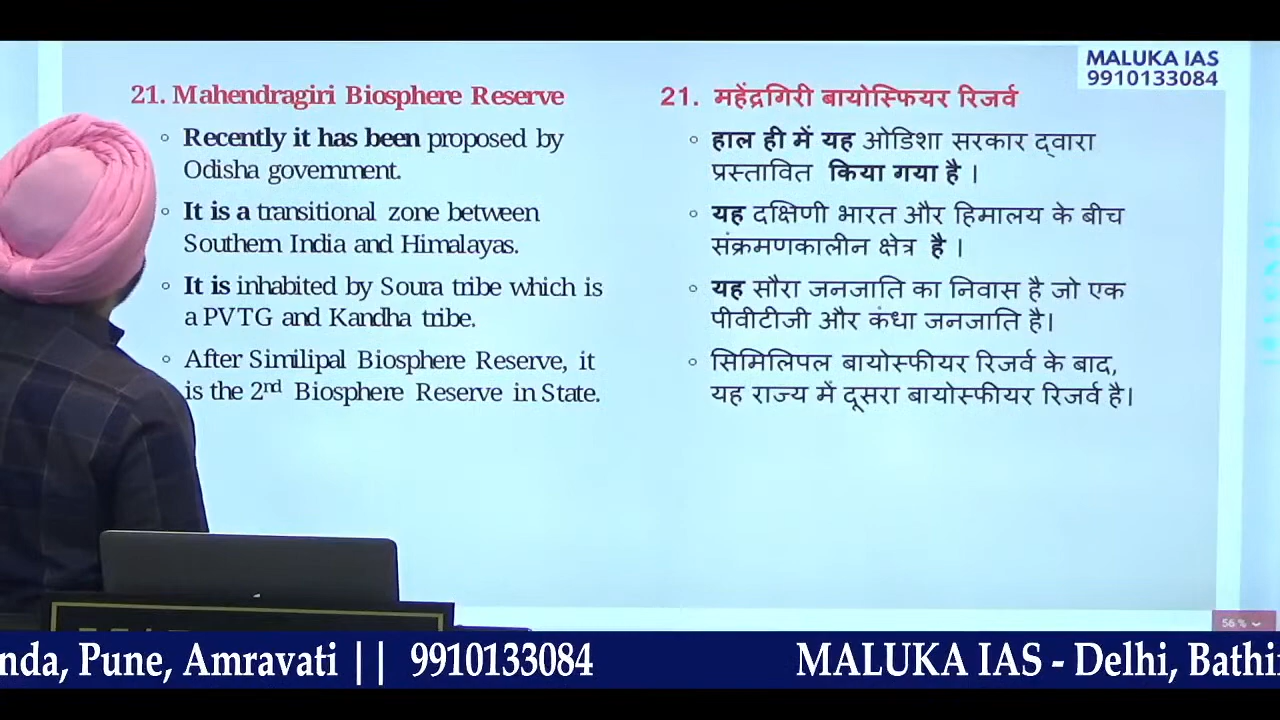 MALUKA IAS
9910133084
21. Mahendragiri Biosphere Reserve
Recently it has been proposed by
Odisha government.
It is a transitional zone between
Southern India and Himalayas.
It is inhabited by Soura tribe which is
a PVTG and Kandha tribe.
After Similipal Biosphere Reserve, it
is the 2nd Biosphere Reserve in State.
21. महेंद्रगिरी बायोस्फियर रिजर्व
हाल ही में यह ओडिशा सरकार द्वारा
प्रस्तावित किया गया है ।
यह दक्षिणी भारत और हिमालय के बीच
संक्रमणकालीन क्षेत्र है ।
यह सौरा जनजाति का निवास है जो एक
पीवीटीजी और कंधा जनजाति है।
सिमिलिपल बायोस्फीयर रिजर्व के बाद,
यह राज्य में दूसरा बायोस्फीयर रिजर्व है।
56 %
nda, Pune, Amravati || 9910133084 MALUKA IAS - Delhi, Bathin